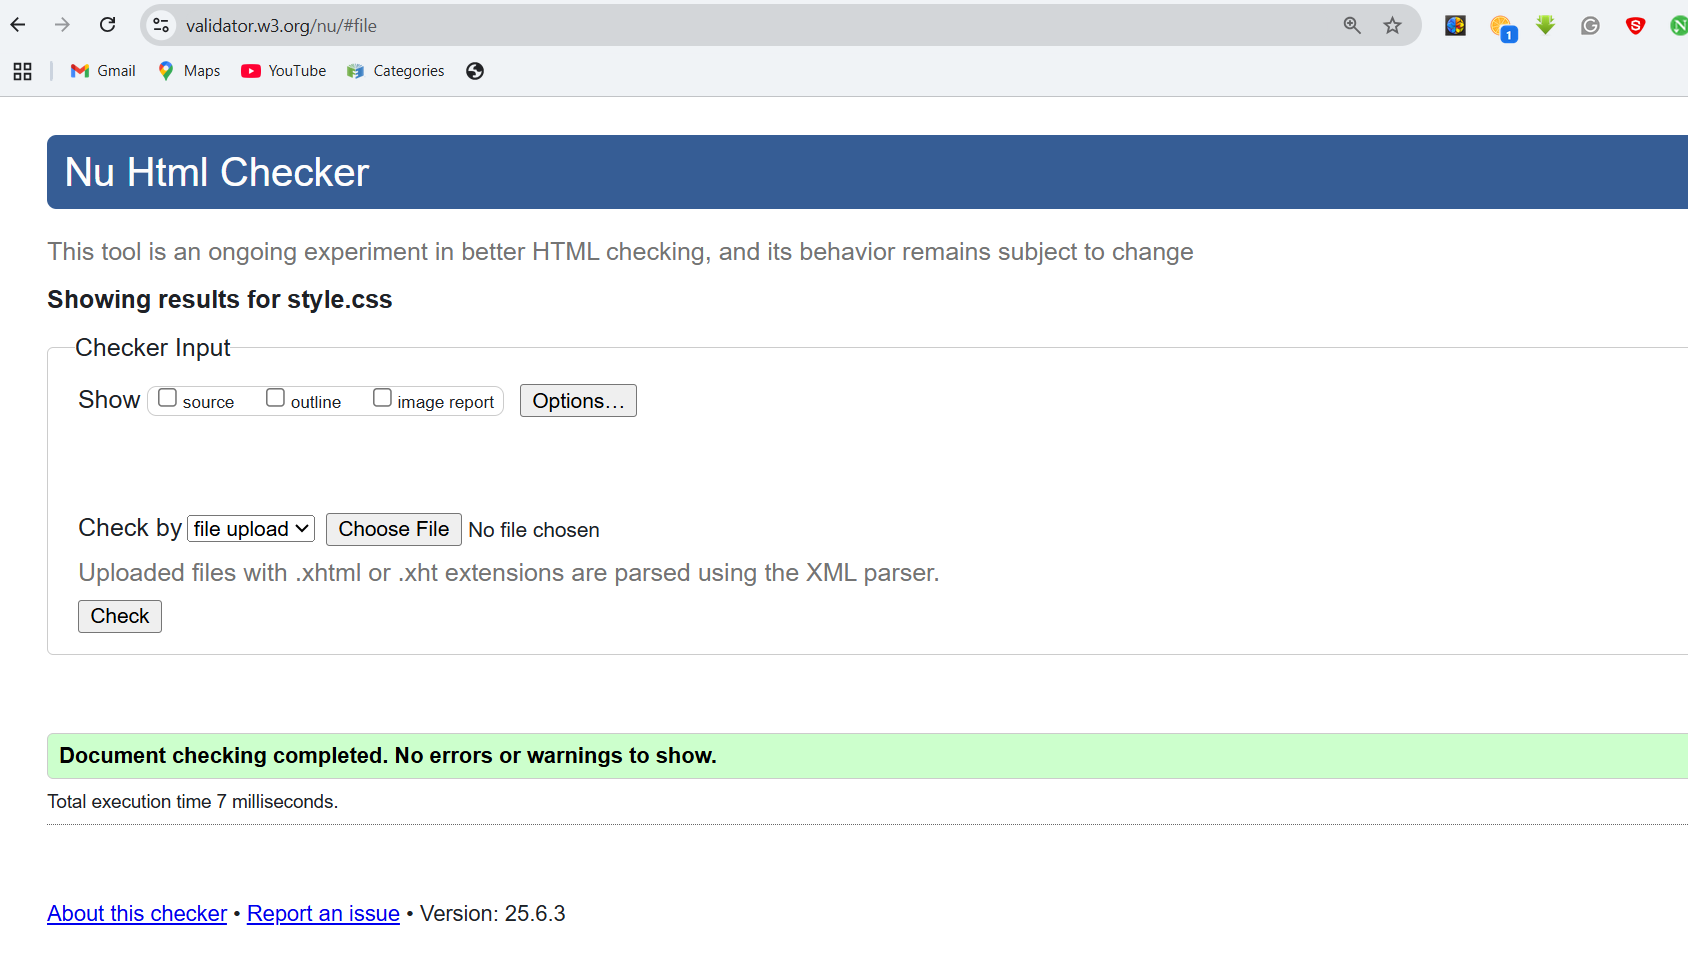 validator.w3.org/nu/#file
1
S
N
Gmail
Maps
YouTube
Categories
Nu Html Checker
This tool is an ongoing experiment in better HTML checking, and its behavior remains subject to change
Showing results for style.css
Checker Input
Show source outline image report Options...
Check by file upload Choose File No file chosen
Uploaded files with .xhtml or .xht extensions are parsed using the XML parser.
Check
Document checking completed. No errors or warnings to show.
Total execution time 7 milliseconds.
About this checker • Report an issue • Version: 25.6.3